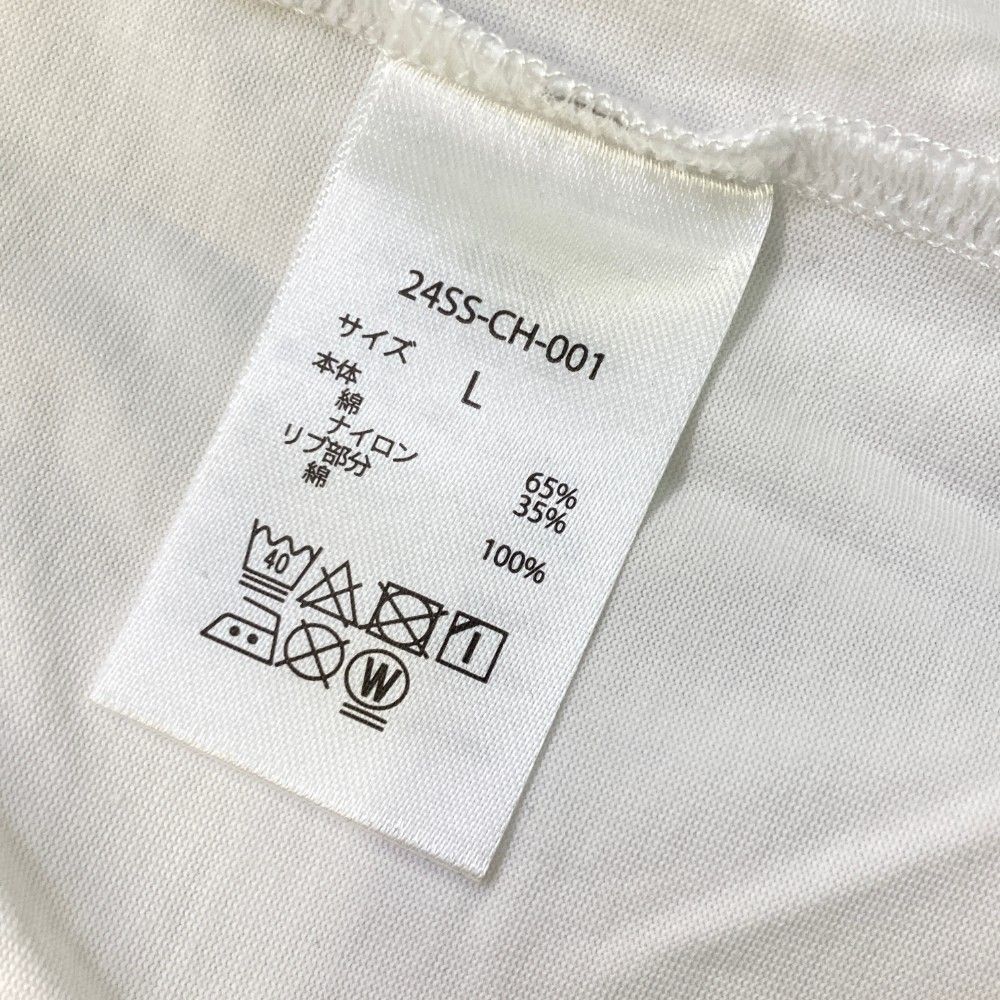 24SS-CH-001
サイズ L
本体
綿 65%
ナイロン 35%
リブ部分
綿 100%
40
W